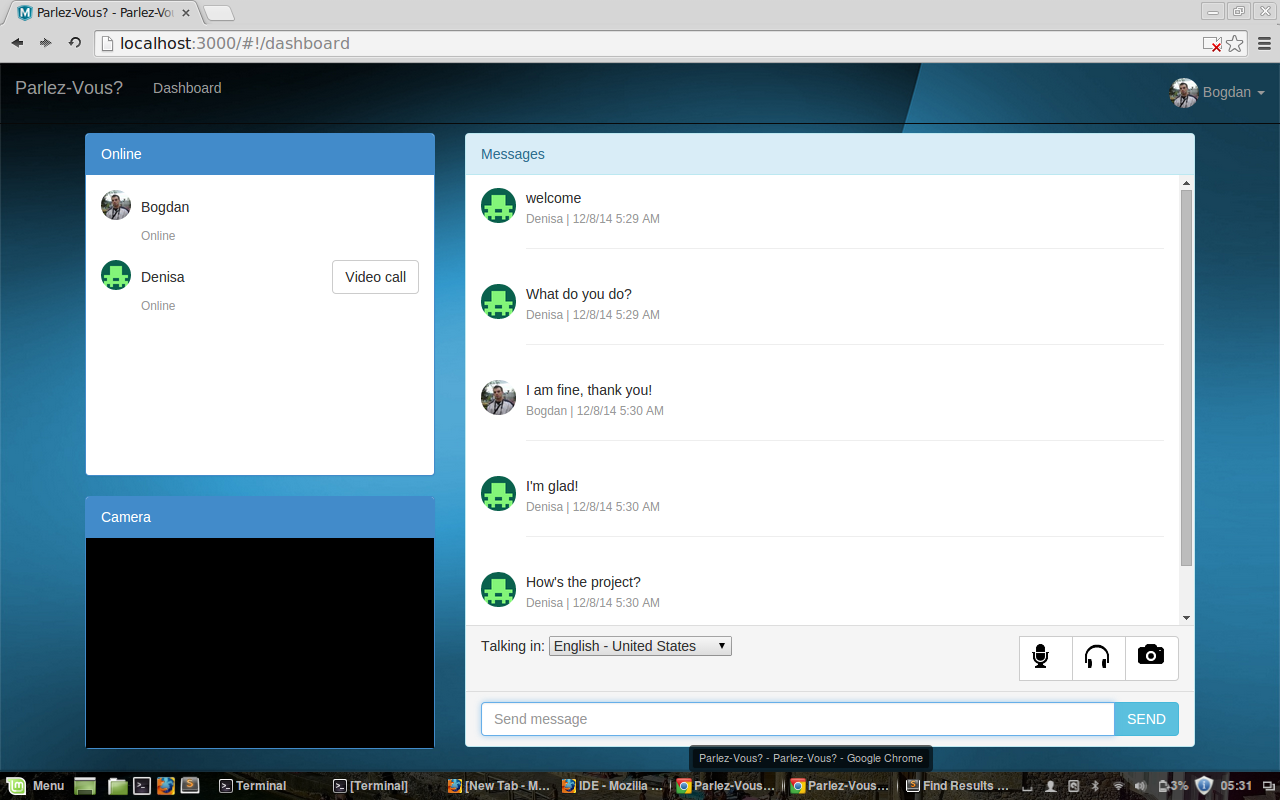 Parlez-Vous? - Parlez-Vou
localhost:3000/#!/dashboard
Parlez-Vous? Dashboard Bogdan
Online
Bogdan
Online
Denisa Video call
Online
Camera
Messages
welcome
Denisa | 12/8/14 5:29 AM
What do you do?
Denisa | 12/8/14 5:29 AM
I am fine, thank you!
Bogdan | 12/8/14 5:30 AM
I'm glad!
Denisa | 12/8/14 5:30 AM
How's the project?
Denisa | 12/8/14 5:30 AM
Talking in: English - United States
Send message SEND
Parlez-Vous? - Parlez-Vous? - Google Chrome
Menu Terminal [Terminal] [New Tab - M... IDE - Mozilla ... Parlez-Vous... Parlez-Vous... Find Results ... 3% 05:31